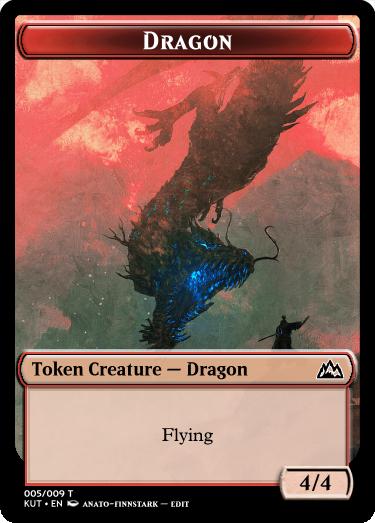 DRAGON
Token Creature — Dragon
Flying
4/4
005/009 T
KUT • EN ANATO-FINNSTARK — EDIT